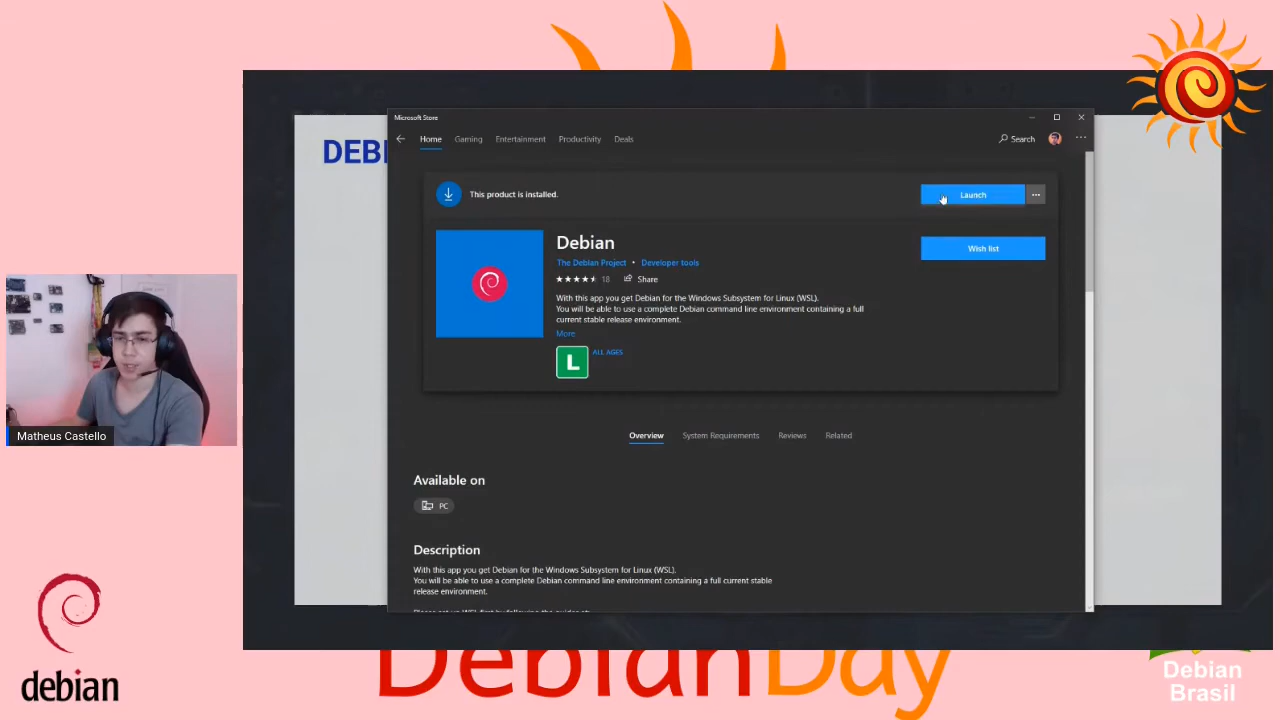 Microsoft Store
DEBI
Home Gaming Entertainment Productivity Deals
Search
This product is installed.
Launch
Debian
Wish list
The Debian Project • Developer tools
18 Share
With this app you get Debian for the Windows Subsystem for Linux (WSL).
You will be able to use a complete Debian command line environment containing a full
current stable release environment.
More
L
ALL AGES
Matheus Castello
Overview System Requirements Reviews Related
Available on
PC
Description
With this app you get Debian for the Windows Subsystem for Linux (WSL).
You will be able to use a complete Debian command line environment containing a full current stable
release environment.
debian
DebianDay
Debian
Brasil